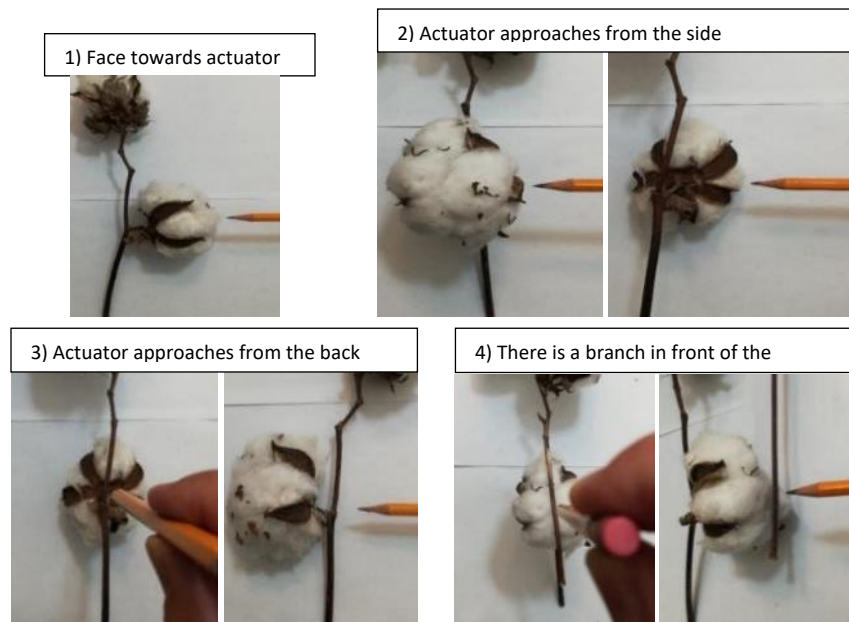 1) Face towards actuator
2) Actuator approaches from the side
3) Actuator approaches from the back
4) There is a branch in front of the